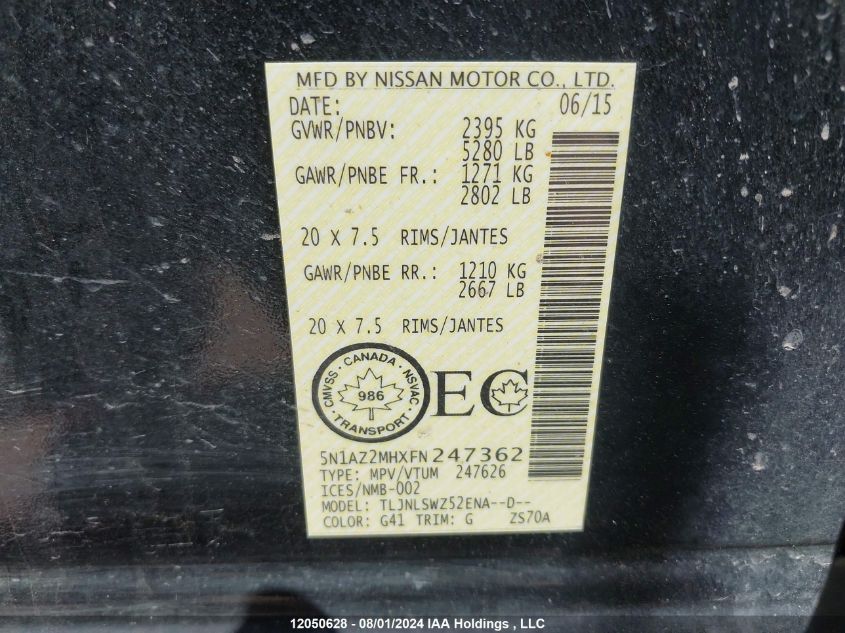 MFD BY NISSAN MOTOR CO., LTD.
DATE: 06/15
GVWR/PNBV: 2395 KG
5280 LB
GAWR/PNBE FR.: 1271 KG
2802 LB
20 X 7.5 RIMS/JANTES
GAWR/PNBE RR.: 1210 KG
2667 LB
20 X 7.5 RIMS/JANTES
CMVSS · CANADA · NSVAC
986
· TRANSPORT ·
EC
5N1AZ2MHXFN247362
TYPE: MPV/VTUM 247626
ICES/NMB-002
MODEL: TLJNLSWZ52ENA--D--
COLOR: G41 TRIM: G ZS70A
12050628 - 08/01/2024 IAA Holdings , LLC